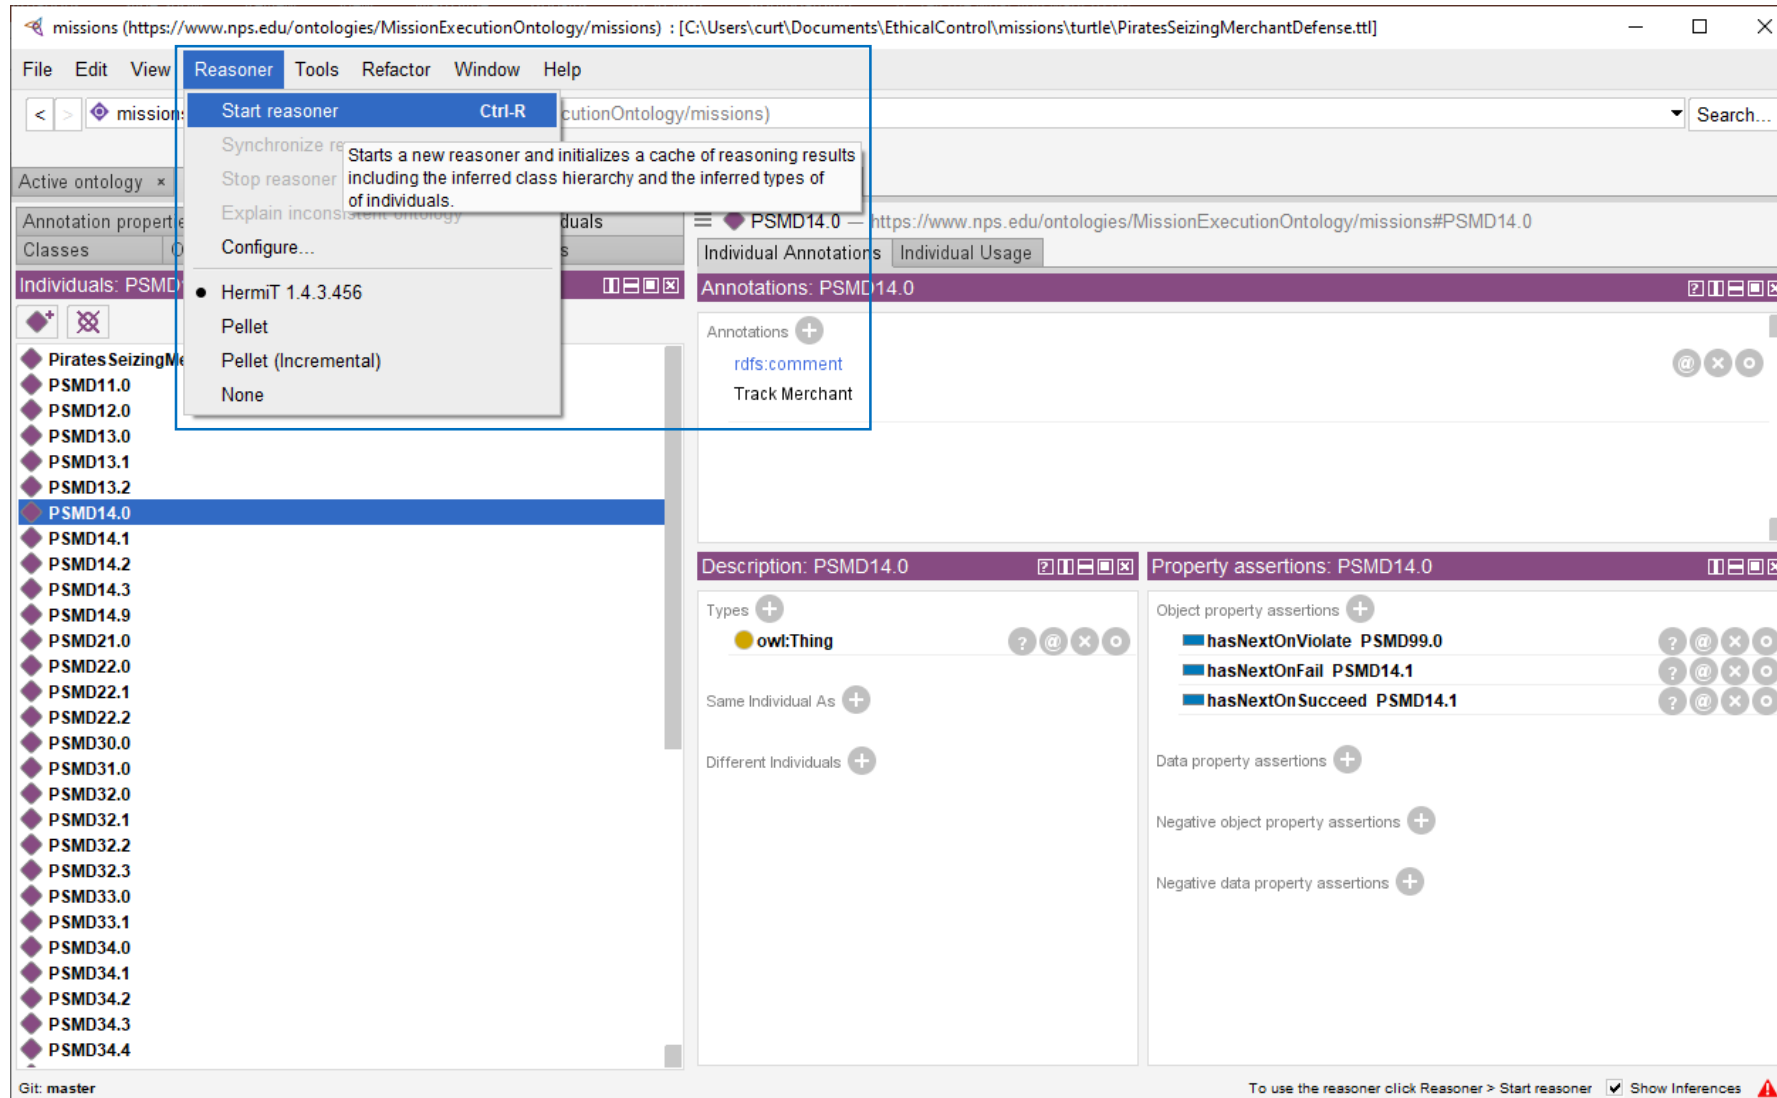 missions (https://www.nps.edu/ontologies/MissionExecutionOntology/missions) : [C:\Users\curt\Documents\EthicalControl\missions\turtle\PiratesSeizingMerchantDefense.ttl]
File Edit View Reasoner Tools Refactor Window Help
< > mission cutionOntology/missions) Search...
Start reasoner Ctrl-R
Synchronize re
Stop reasoner
Explain inconsistent ontology
Configure...
HermiT 1.4.3.456
Pellet
Pellet (Incremental)
None
Starts a new reasoner and initializes a cache of reasoning results
including the inferred class hierarchy and the inferred types of
of individuals.
Active ontology ×
Annotation propertie duals
Classes O s
Individuals: PSMD
PiratesSeizingMe
PSMD11.0
PSMD12.0
PSMD13.0
PSMD13.1
PSMD13.2
PSMD14.0
PSMD14.1
PSMD14.2
PSMD14.3
PSMD14.9
PSMD21.0
PSMD22.0
PSMD22.1
PSMD22.2
PSMD30.0
PSMD31.0
PSMD32.0
PSMD32.1
PSMD32.2
PSMD32.3
PSMD33.0
PSMD33.1
PSMD34.0
PSMD34.1
PSMD34.2
PSMD34.3
PSMD34.4
PSMD14.0 — https://www.nps.edu/ontologies/MissionExecutionOntology/missions#PSMD14.0
Individual Annotations Individual Usage
Annotations: PSMD14.0
Annotations
rdfs:comment
Track Merchant
Description: PSMD14.0
Types
owl:Thing
Same Individual As
Different Individuals
Property assertions: PSMD14.0
Object property assertions
hasNextOnViolate PSMD99.0
hasNextOnFail PSMD14.1
hasNextOnSucceed PSMD14.1
Data property assertions
Negative object property assertions
Negative data property assertions
Git: master
To use the reasoner click Reasoner > Start reasoner Show Inferences